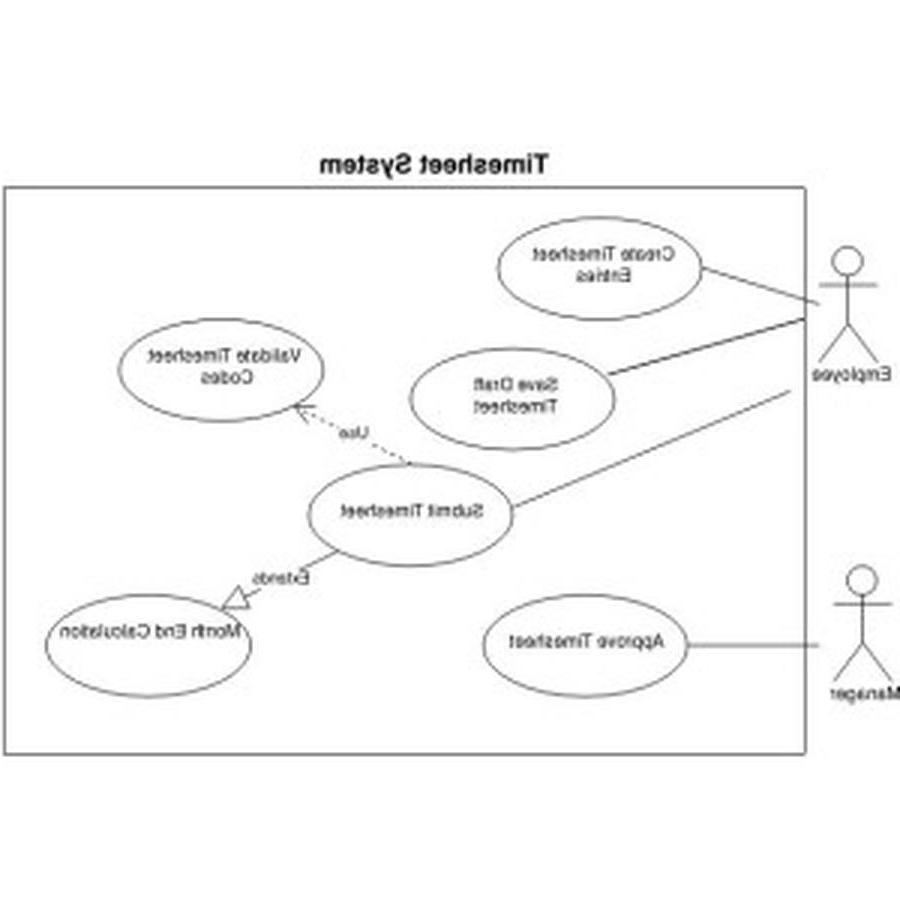 Timesheet System
Create Timesheet
Entries
Employee
Validate Timesheet
Codes
Save Draft
Timesheet
Use
Submit Timesheet
Extends
Month End Calculation
Approve Timesheet
Manager